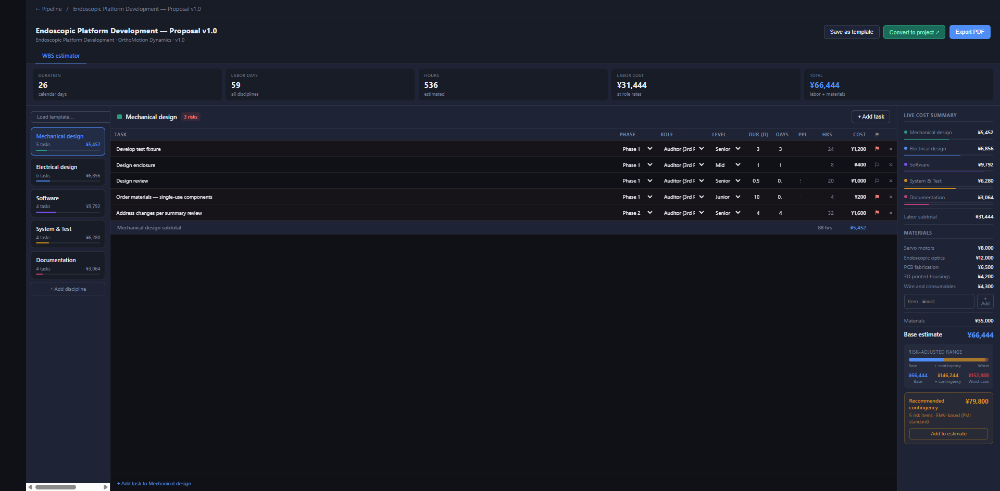 ← Pipeline / Endoscopic Platform Development — Proposal v1.0
Endoscopic Platform Development — Proposal v1.0
Endoscopic Platform Development · OrthoMotion Dynamics · v1.0
Save as template
Convert to project ↗
Export PDF
WBS estimator
DURATION
26
calendar days
LABOR DAYS
59
all disciplines
HOURS
536
estimated
LABOR COST
¥31,444
at role rates
TOTAL
¥66,444
labor + materials
Load template...
Mechanical design
5 tasks ¥5,452
Electrical design
6 tasks ¥6,856
Software
4 tasks ¥9,792
System & Test
4 tasks ¥6,280
Documentation
4 tasks ¥3,064
+ Add discipline
Mechanical design 3 risks
+ Add task
TASK PHASE ROLE LEVEL DUR (D) DAYS PPL HRS COST
Develop test fixture Phase 1 Auditor (3rd Senior 3 3 24 ¥1,200 ×
Design enclosure Phase 1 Auditor (3rd Mid 1 1 8 ¥400 ×
Design review Phase 1 Auditor (3rd Senior 0.5 0. 20 ¥1,000 ×
Order materials — single-use components Phase 1 Auditor (3rd Junior 10 0. 4 ¥200 ×
Address changes per summary review Phase 2 Auditor (3rd Senior 4 4 32 ¥1,600 ×
Mechanical design subtotal 88 hrs ¥5,452
+ Add task to Mechanical design
LIVE COST SUMMARY
Mechanical design ¥5,452
Electrical design ¥6,856
Software ¥9,792
System & Test ¥6,280
Documentation ¥3,064
Labor subtotal ¥31,444
MATERIALS
Servo motors ¥8,000
Endoscopic optics ¥12,000
PCB fabrication ¥6,500
3D printed housings ¥4,200
Wire and consumables ¥4,300
Item · ¥cost
+
Add
Materials ¥35,000
Base estimate ¥66,444
RISK-ADJUSTED RANGE
Base + contingency Worst
¥66,444 ¥146,244 ¥152,888
Base + contingency Worst case
Recommended ¥79,800
contingency
5 risk items · EMV-based (PMI
standard)
Add to estimate